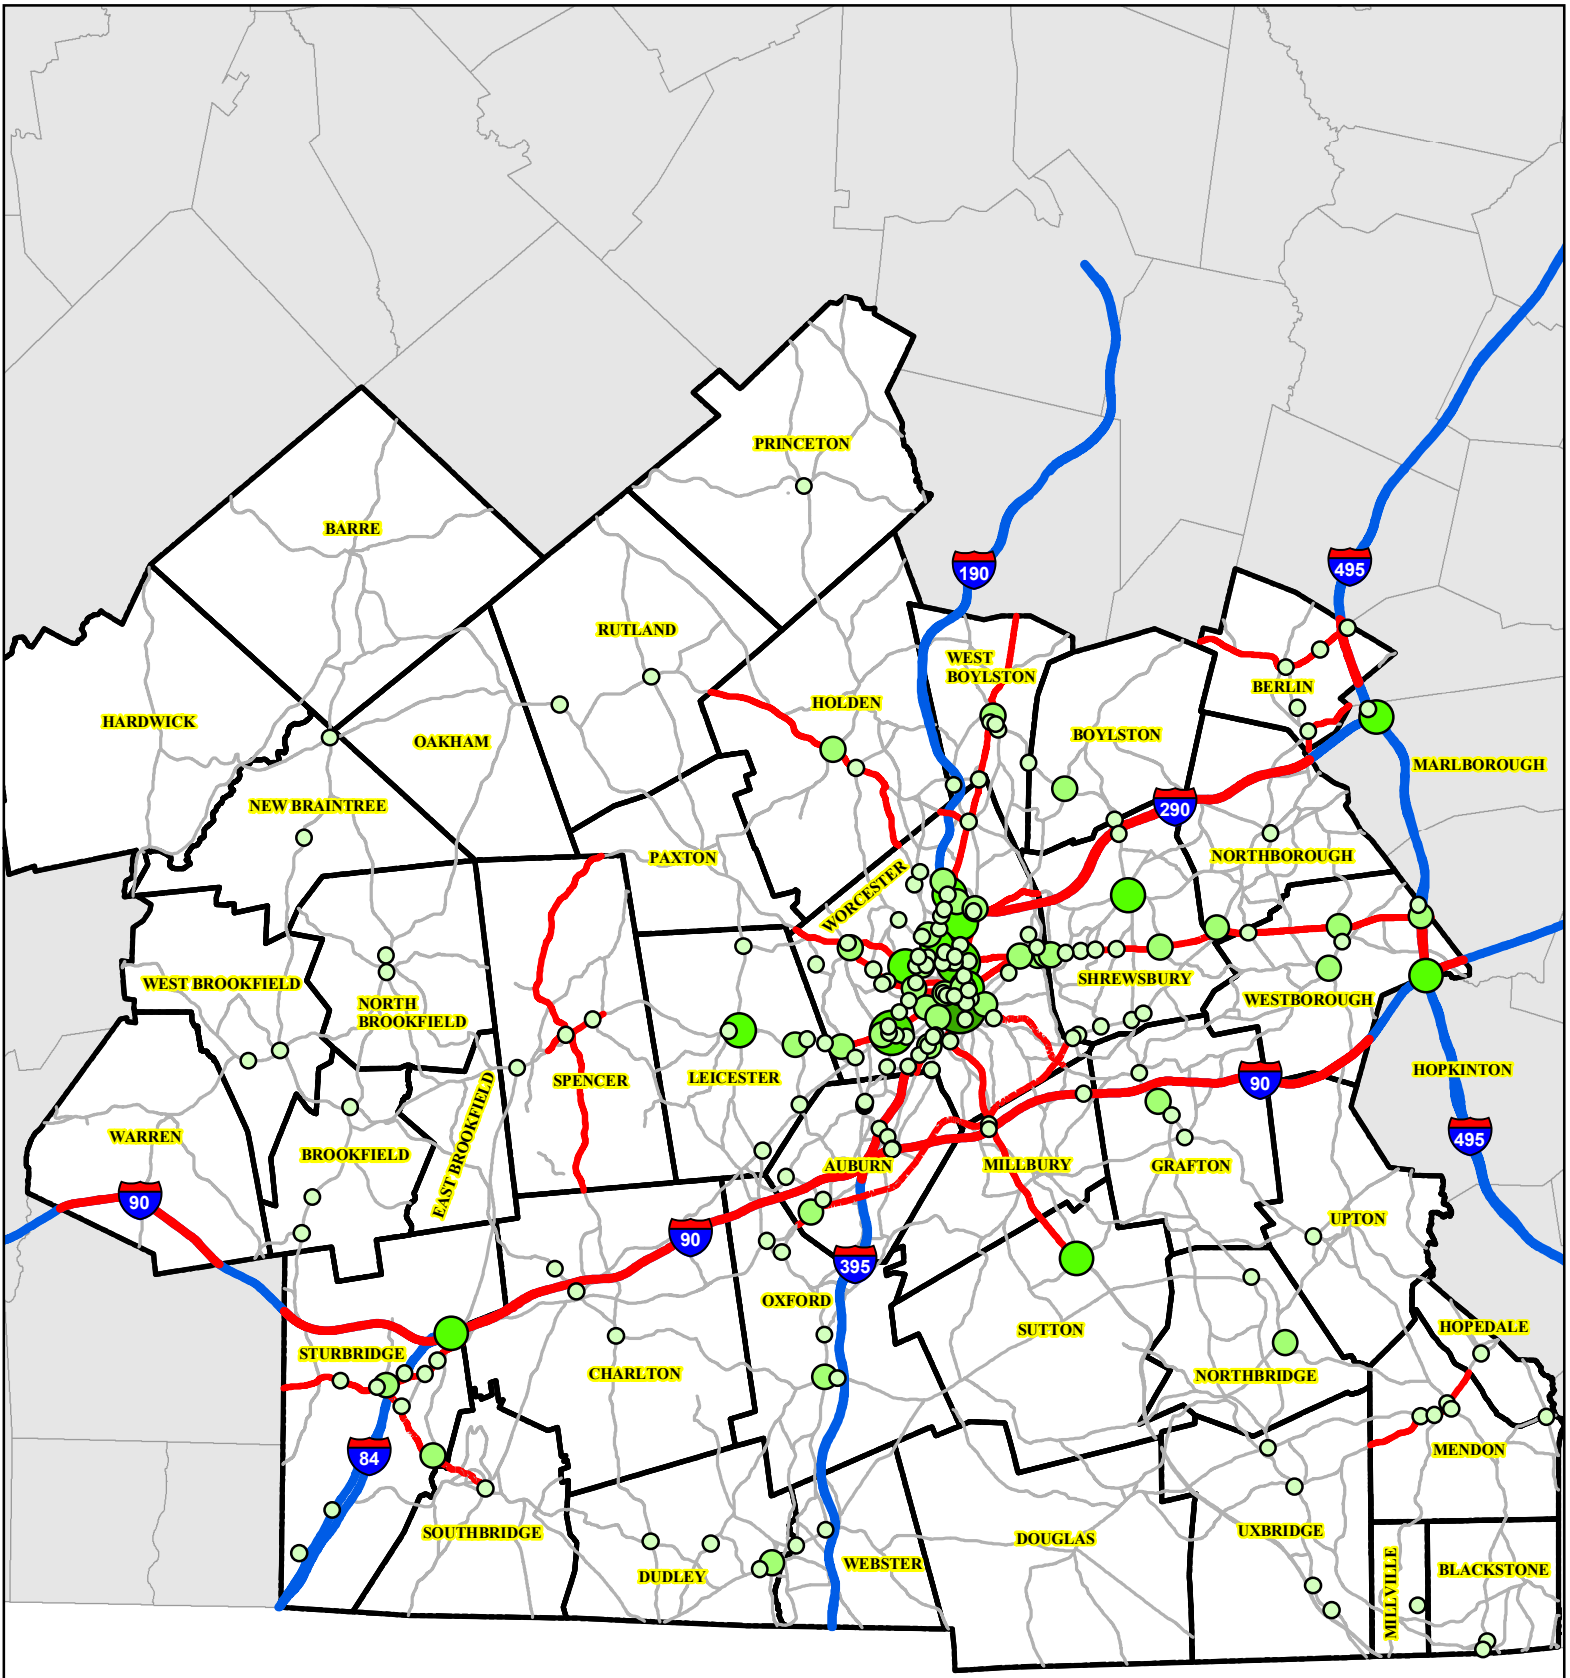 PRINCETON
BARRE
190
495
RUTLAND
WEST
BOYLSTON
BERLIN
HOLDEN
HARDWICK
OAKHAM
BOYLSTON
MARLBOROUGH
NEW BRAINTREE
290
PAXTON
NORTHBOROUGH
WORCESTER
WEST BROOKFIELD
NORTH
BROOKFIELD
SHREWSBURY
WESTBOROUGH
SPENCER
LEICESTER
90
HOPKINTON
WARREN
BROOKFIELD
EAST BROOKFIELD
AUBURN
MILLBURY
GRAFTON
495
90
UPTON
90
395
OXFORD
SUTTON
HOPEDALE
STURBRIDGE
CHARLTON
NORTHBRIDGE
84
MENDON
SOUTHBRIDGE
DOUGLAS
UXBRIDGE
DUDLEY
WEBSTER
MILLVILLE
BLACKSTONE